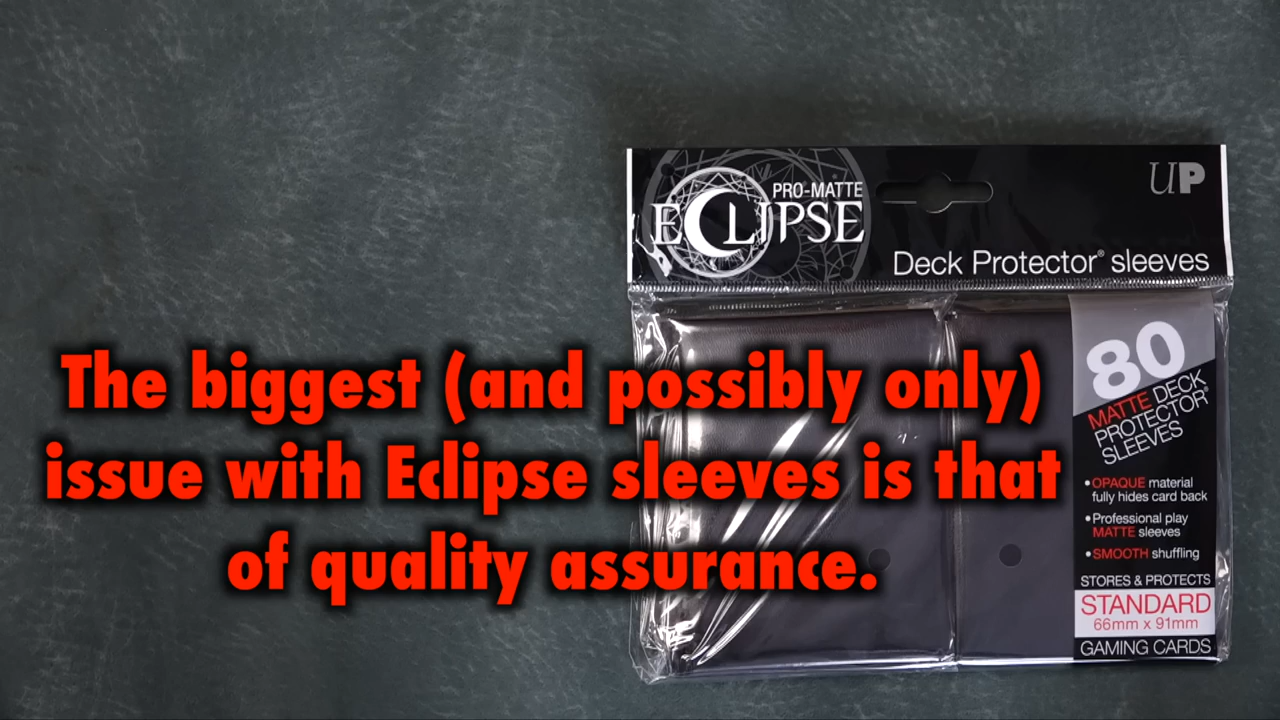 PRO-MATTE
ECLIPSE
UP
Deck Protector® sleeves
The biggest (and possibly only)
issue with Eclipse sleeves is that
of quality assurance.
80
MATTE DECK
PROTECTOR®
SLEEVES
• OPAQUE material
fully hides card back
• Professional play
MATTE sleeves
• SMOOTH shuffling
STORES & PROTECTS
STANDARD
66mm x 91mm
GAMING CARDS